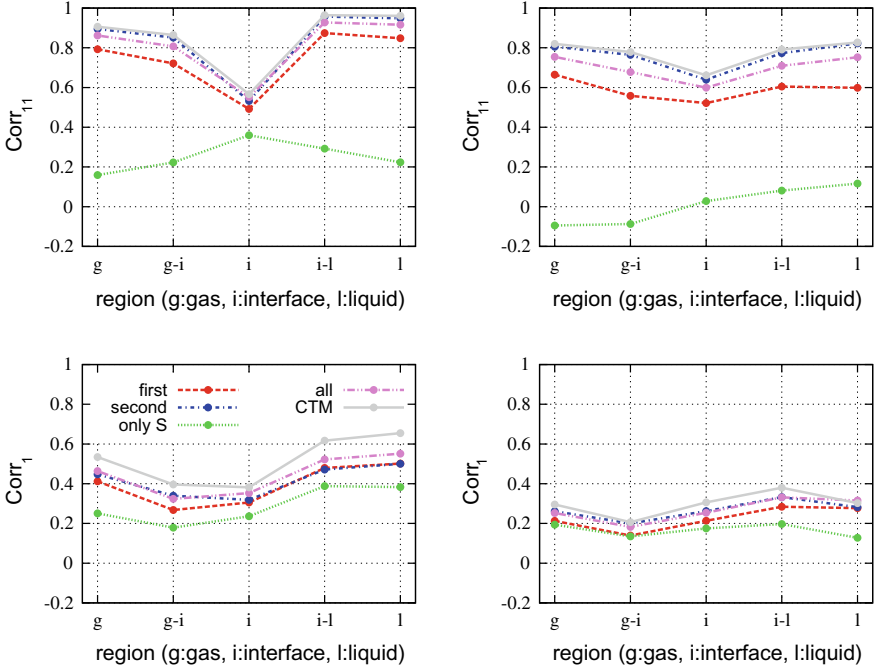 1
0.8
0.6
0.4
0.2
0
-0.2
Corr11
g g-i i i-l l
region (g:gas, i:interface, l:liquid)
1
0.8
0.6
0.4
0.2
0
-0.2
Corr11
g g-i i i-l l
region (g:gas, i:interface, l:liquid)
1
0.8
0.6
0.4
0.2
0
-0.2
Corr1
first all
second CTM
only S
g g-i i i-l l
region (g:gas, i:interface, l:liquid)
1
0.8
0.6
0.4
0.2
0
-0.2
Corr1
g g-i i i-l l
region (g:gas, i:interface, l:liquid)